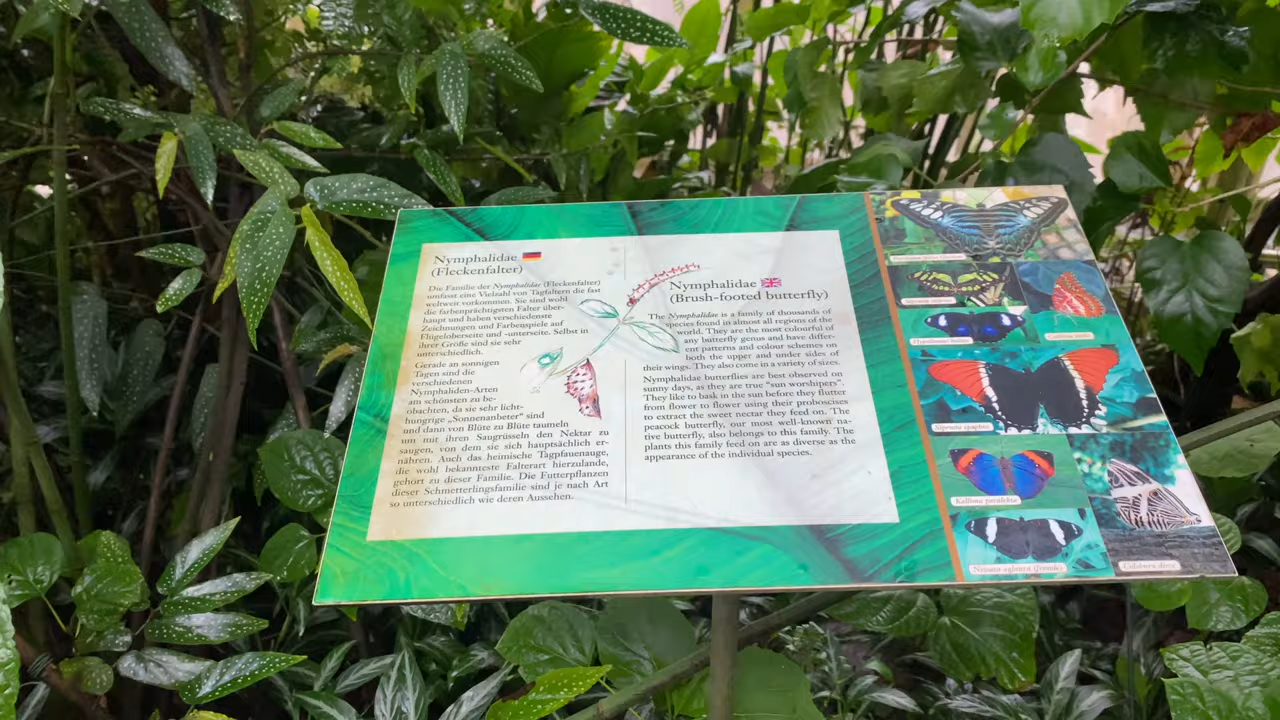 Nymphalidae
(Fleckenfalter)
Die Familie der Nymphalidae (Fleckenfalter)
umfasst eine Vielzahl von Tagfaltern die fast
weltweit vorkommen. Sie sind wohl
die farbenprächtigsten Falter über-
haupt und haben verschiedenste
Zeichnungen und Farbenspiele auf
Flügeloberseite und -unterseite. Selbst in
ihrer Größe sind sie sehr
unterschiedlich.
Gerade an sonnigen
Tagen sind die
verschiedenen
Nymphaliden-Arten
am schönsten zu be-
obachten, da sie sehr licht-
hungrige „Sonnenanbeter“ sind
und dann von Blüte zu Blüte taumeln
um mit ihren Saugrüsseln den Nektar zu
saugen, von dem sie sich hauptsächlich er-
nähren. Auch das heimische Tagpfauenauge,
die wohl bekannteste Falterart hierzulande,
gehört zu dieser Familie. Die Futterpflanzen
dieser Schmetterlingsfamilie sind je nach Art
so unterschiedlich wie deren Aussehen.
Nymphalidae
(Brush-footed butterfly)
The Nymphalidae is a family of thousands of
species found in almost all regions of the
world. They are the most colourful of
any butterfly genus and have differ-
ent patterns and colour schemes on
both the upper and under sides of
their wings. They also come in a variety of sizes.
Nymphalidae butterflies are best observed on
sunny days, as they are true “sun worshipers”.
They like to bask in the sun before they flutter
from flower to flower using their proboscises
to extract the sweet nectar they feed on. The
peacock butterfly, our most well-known na-
tive butterfly, also belongs to this family. The
plants this family feed on are as diverse as the
appearance of the individual species.
Siproeta epaphus
Kallima paralekta
Colobura dirce